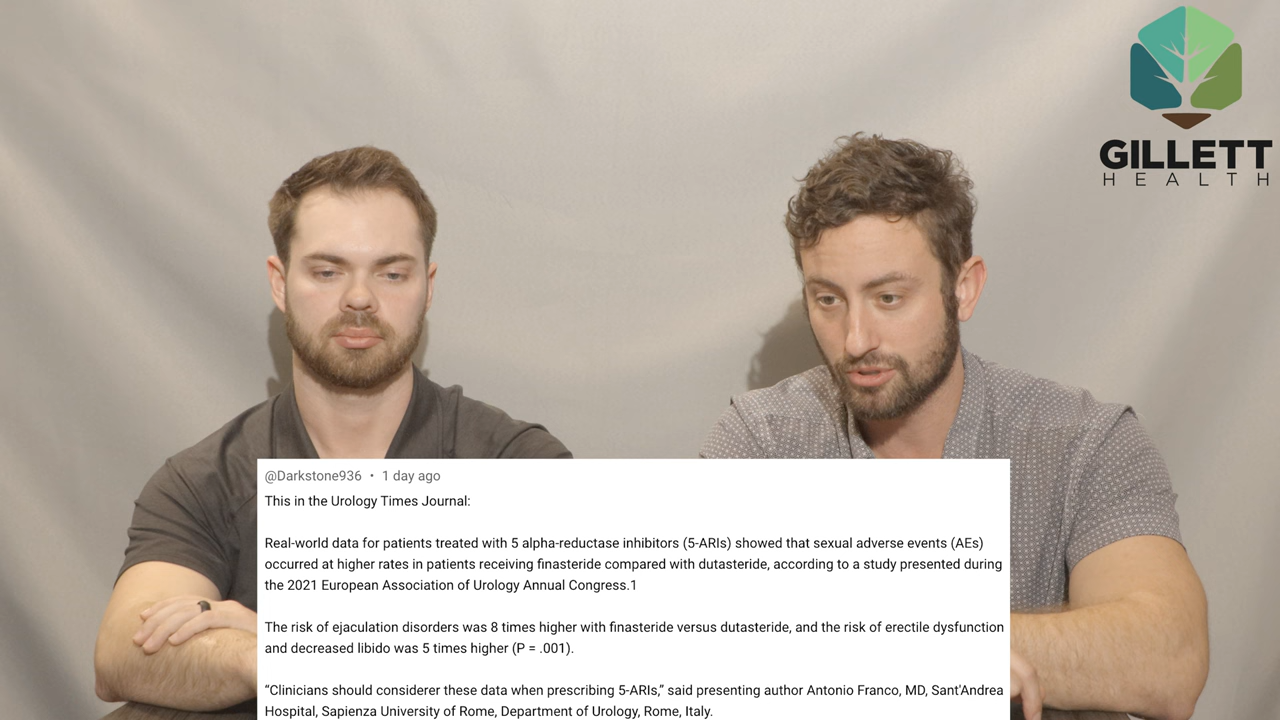 GILLETT
HEALTH
@Darkstone936 • 1 day ago
This in the Urology Times Journal:
Real-world data for patients treated with 5 alpha-reductase inhibitors (5-ARIs) showed that sexual adverse events (AEs)
occurred at higher rates in patients receiving finasteride compared with dutasteride, according to a study presented during
the 2021 European Association of Urology Annual Congress.1
The risk of ejaculation disorders was 8 times higher with finasteride versus dutasteride, and the risk of erectile dysfunction
and decreased libido was 5 times higher (P = .001).
“Clinicians should considerer these data when prescribing 5-ARIs,” said presenting author Antonio Franco, MD, Sant'Andrea
Hospital, Sapienza University of Rome, Department of Urology, Rome, Italy.